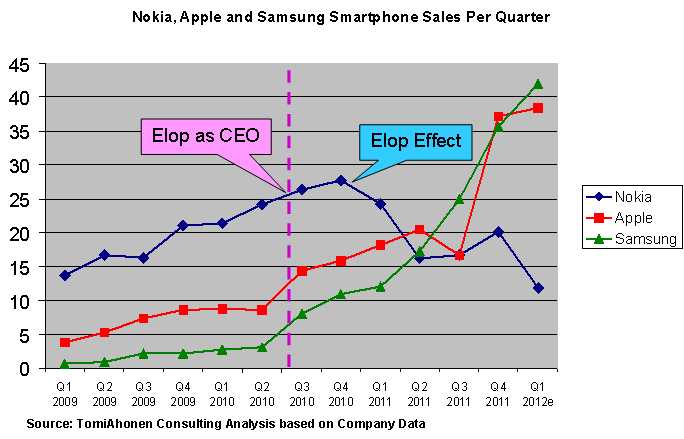 Nokia, Apple and Samsung Smartphone Sales Per Quarter
45
40
35
30
25
20
15
10
5
0
Elop as CEO
Elop Effect
Nokia
Apple
Samsung
Q1 Q2 Q3 Q4 Q1 Q2 Q3 Q4 Q1 Q2 Q3 Q4 Q1
2009 2009 2009 2009 2010 2010 2010 2010 2011 2011 2011 2011 2012e
Source: TomiAhonen Consulting Analysis based on Company Data